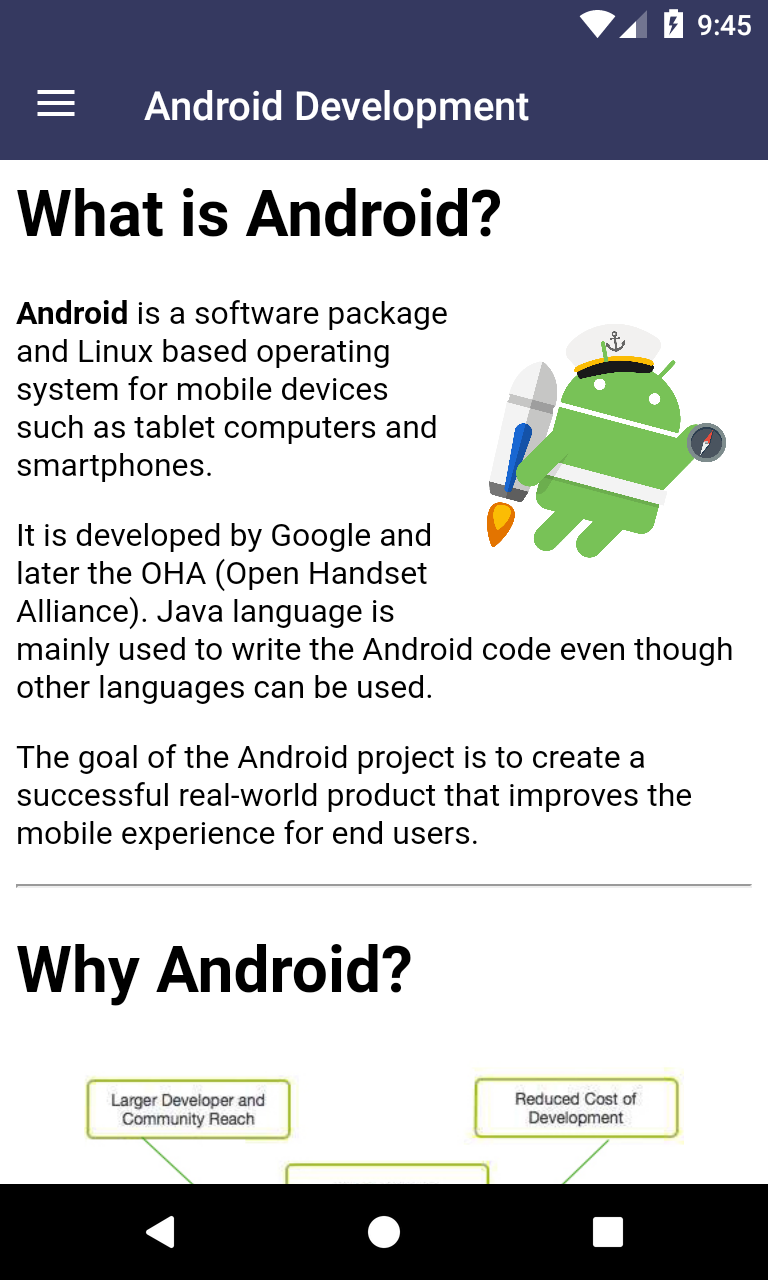 9:45
Android Development
What is Android?
Android is a software package
and Linux based operating
system for mobile devices
such as tablet computers and
smartphones.
It is developed by Google and
later the OHA (Open Handset
Alliance). Java language is
mainly used to write the Android code even though
other languages can be used.
The goal of the Android project is to create a
successful real-world product that improves the
mobile experience for end users.
Why Android?
Larger Developer and
Community Reach
Reduced Cost of
Development